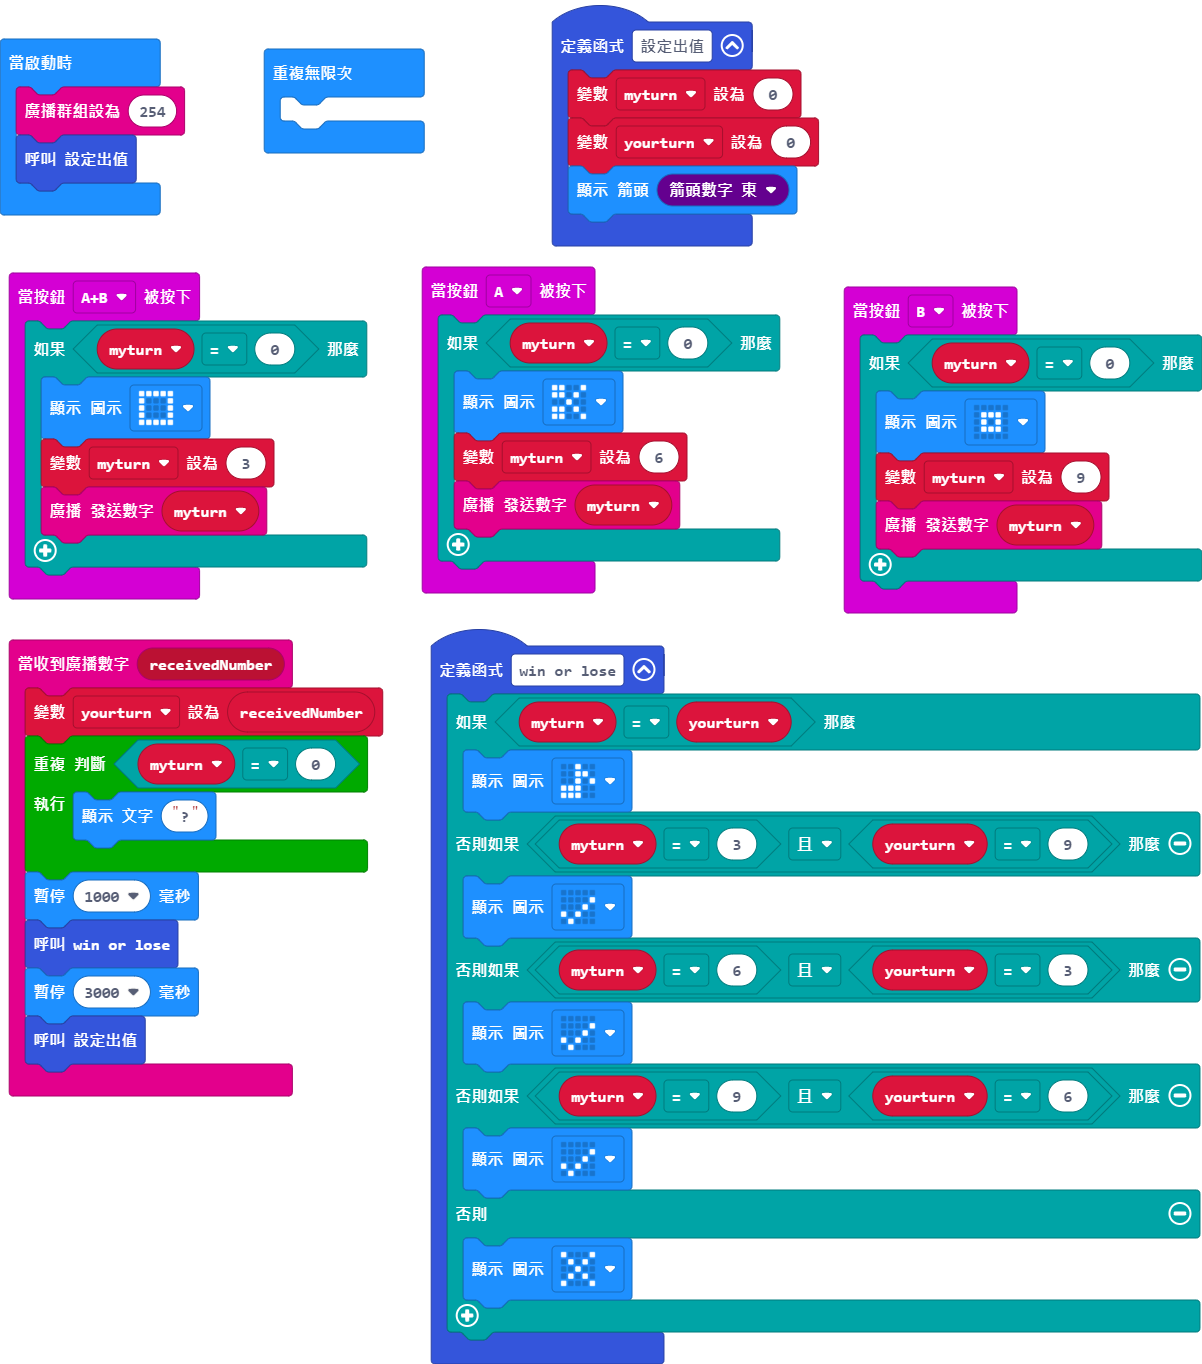 當啟動時
廣播群組設為 254
呼叫 設定出值
重複無限次
定義函式 設定出值
變數 myturn 設為 0
變數 yourturn 設為 0
顯示 箭頭 箭頭數字 東
當按鈕 A+B 被按下
如果 myturn = 0 那麼
顯示 圖示
變數 myturn 設為 3
廣播 發送數字 myturn
當按鈕 A 被按下
如果 myturn = 0 那麼
顯示 圖示
變數 myturn 設為 6
廣播 發送數字 myturn
當按鈕 B 被按下
如果 myturn = 0 那麼
顯示 圖示
變數 myturn 設為 9
廣播 發送數字 myturn
當收到廣播數字 receivedNumber
變數 yourturn 設為 receivedNumber
重複 判斷 myturn = 0
執行
顯示 文字 "?"
暫停 1000 毫秒
呼叫 win or lose
暫停 3000 毫秒
呼叫 設定出值
定義函式 win or lose
如果 myturn = yourturn 那麼
顯示 圖示
否則如果 myturn = 3 且 yourturn = 9 那麼
顯示 圖示
否則如果 myturn = 6 且 yourturn = 3 那麼
顯示 圖示
否則如果 myturn = 9 且 yourturn = 6 那麼
顯示 圖示
否則
顯示 圖示